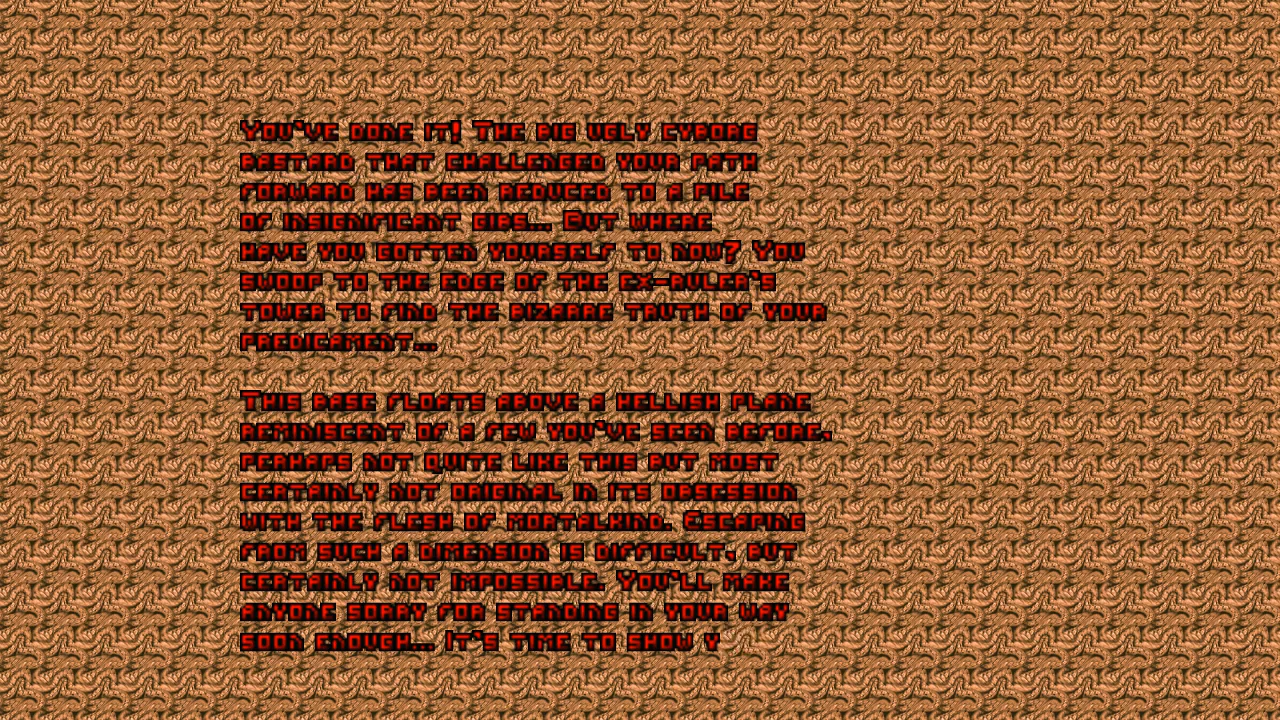 You've done it! The big ugly cyborg
bastard that challenged your path
forward has been reduced to a pile
of insignificant gibs... But where
have you gotten yourself to now? You
swoop to the edge of the ex-ruler's
tower to find the bizarre truth of your
predicament...
This base floats above a hellish plane
reminiscent of a few you've seen before,
perhaps not quite like this but most
certainly not original in its obsession
with the flesh of mortalkind. Escaping
from such a dimension is difficult, but
certainly not impossible. You'll make
anyone sorry for standing in your way
soon enough... It's time to show y